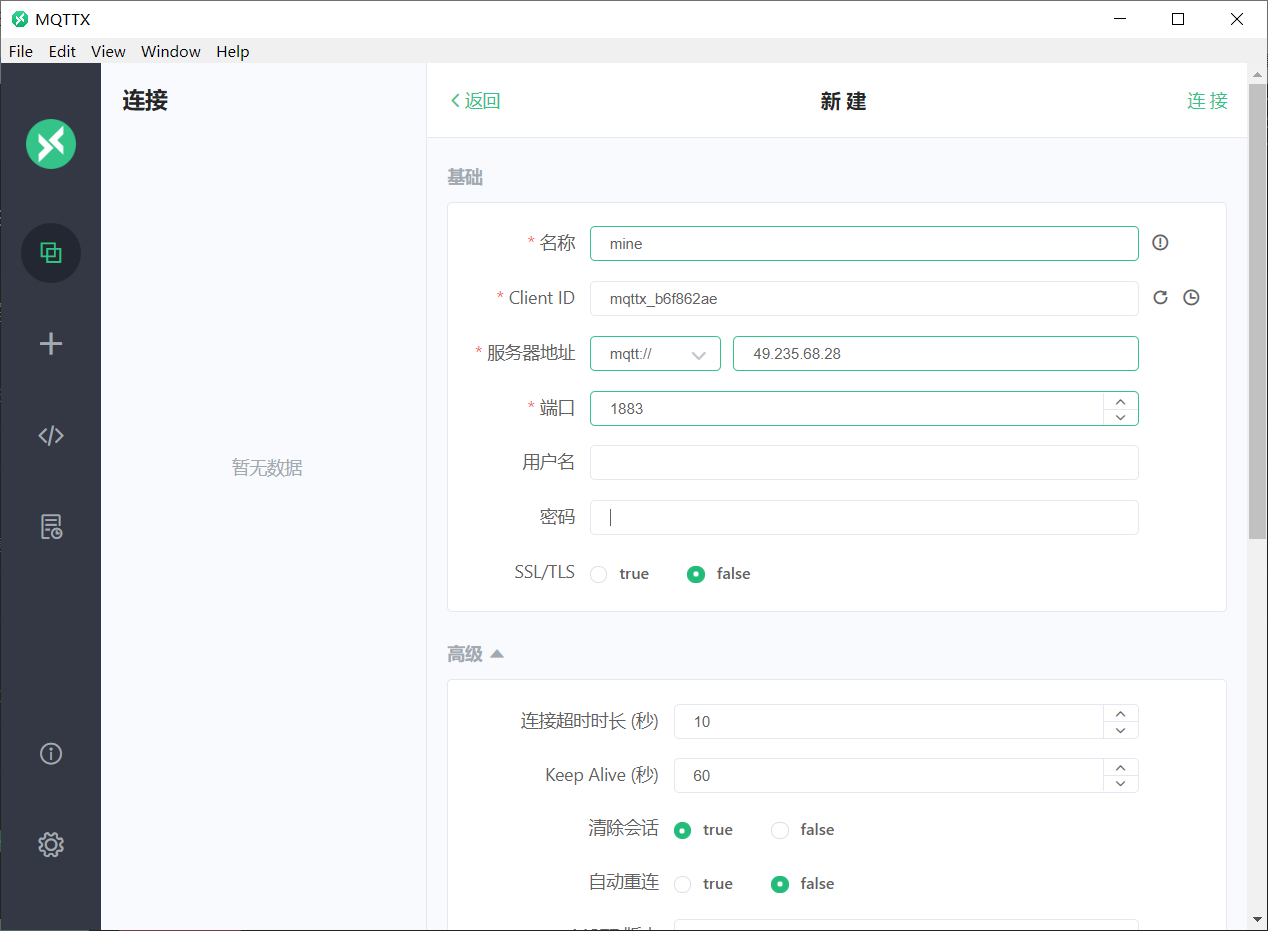 MQTTX
File Edit View Window Help
连接
返回 新建 连接
基础
* 名称 mine
* Client ID mqttx_b6f862ae
* 服务器地址 mqtt:// 49.235.68.28
* 端口 1883
用户名
密码
SSL/TLS true false
暂无数据
高级
连接超时时长 (秒) 10
Keep Alive (秒) 60
清除会话 true false
自动重连 true false